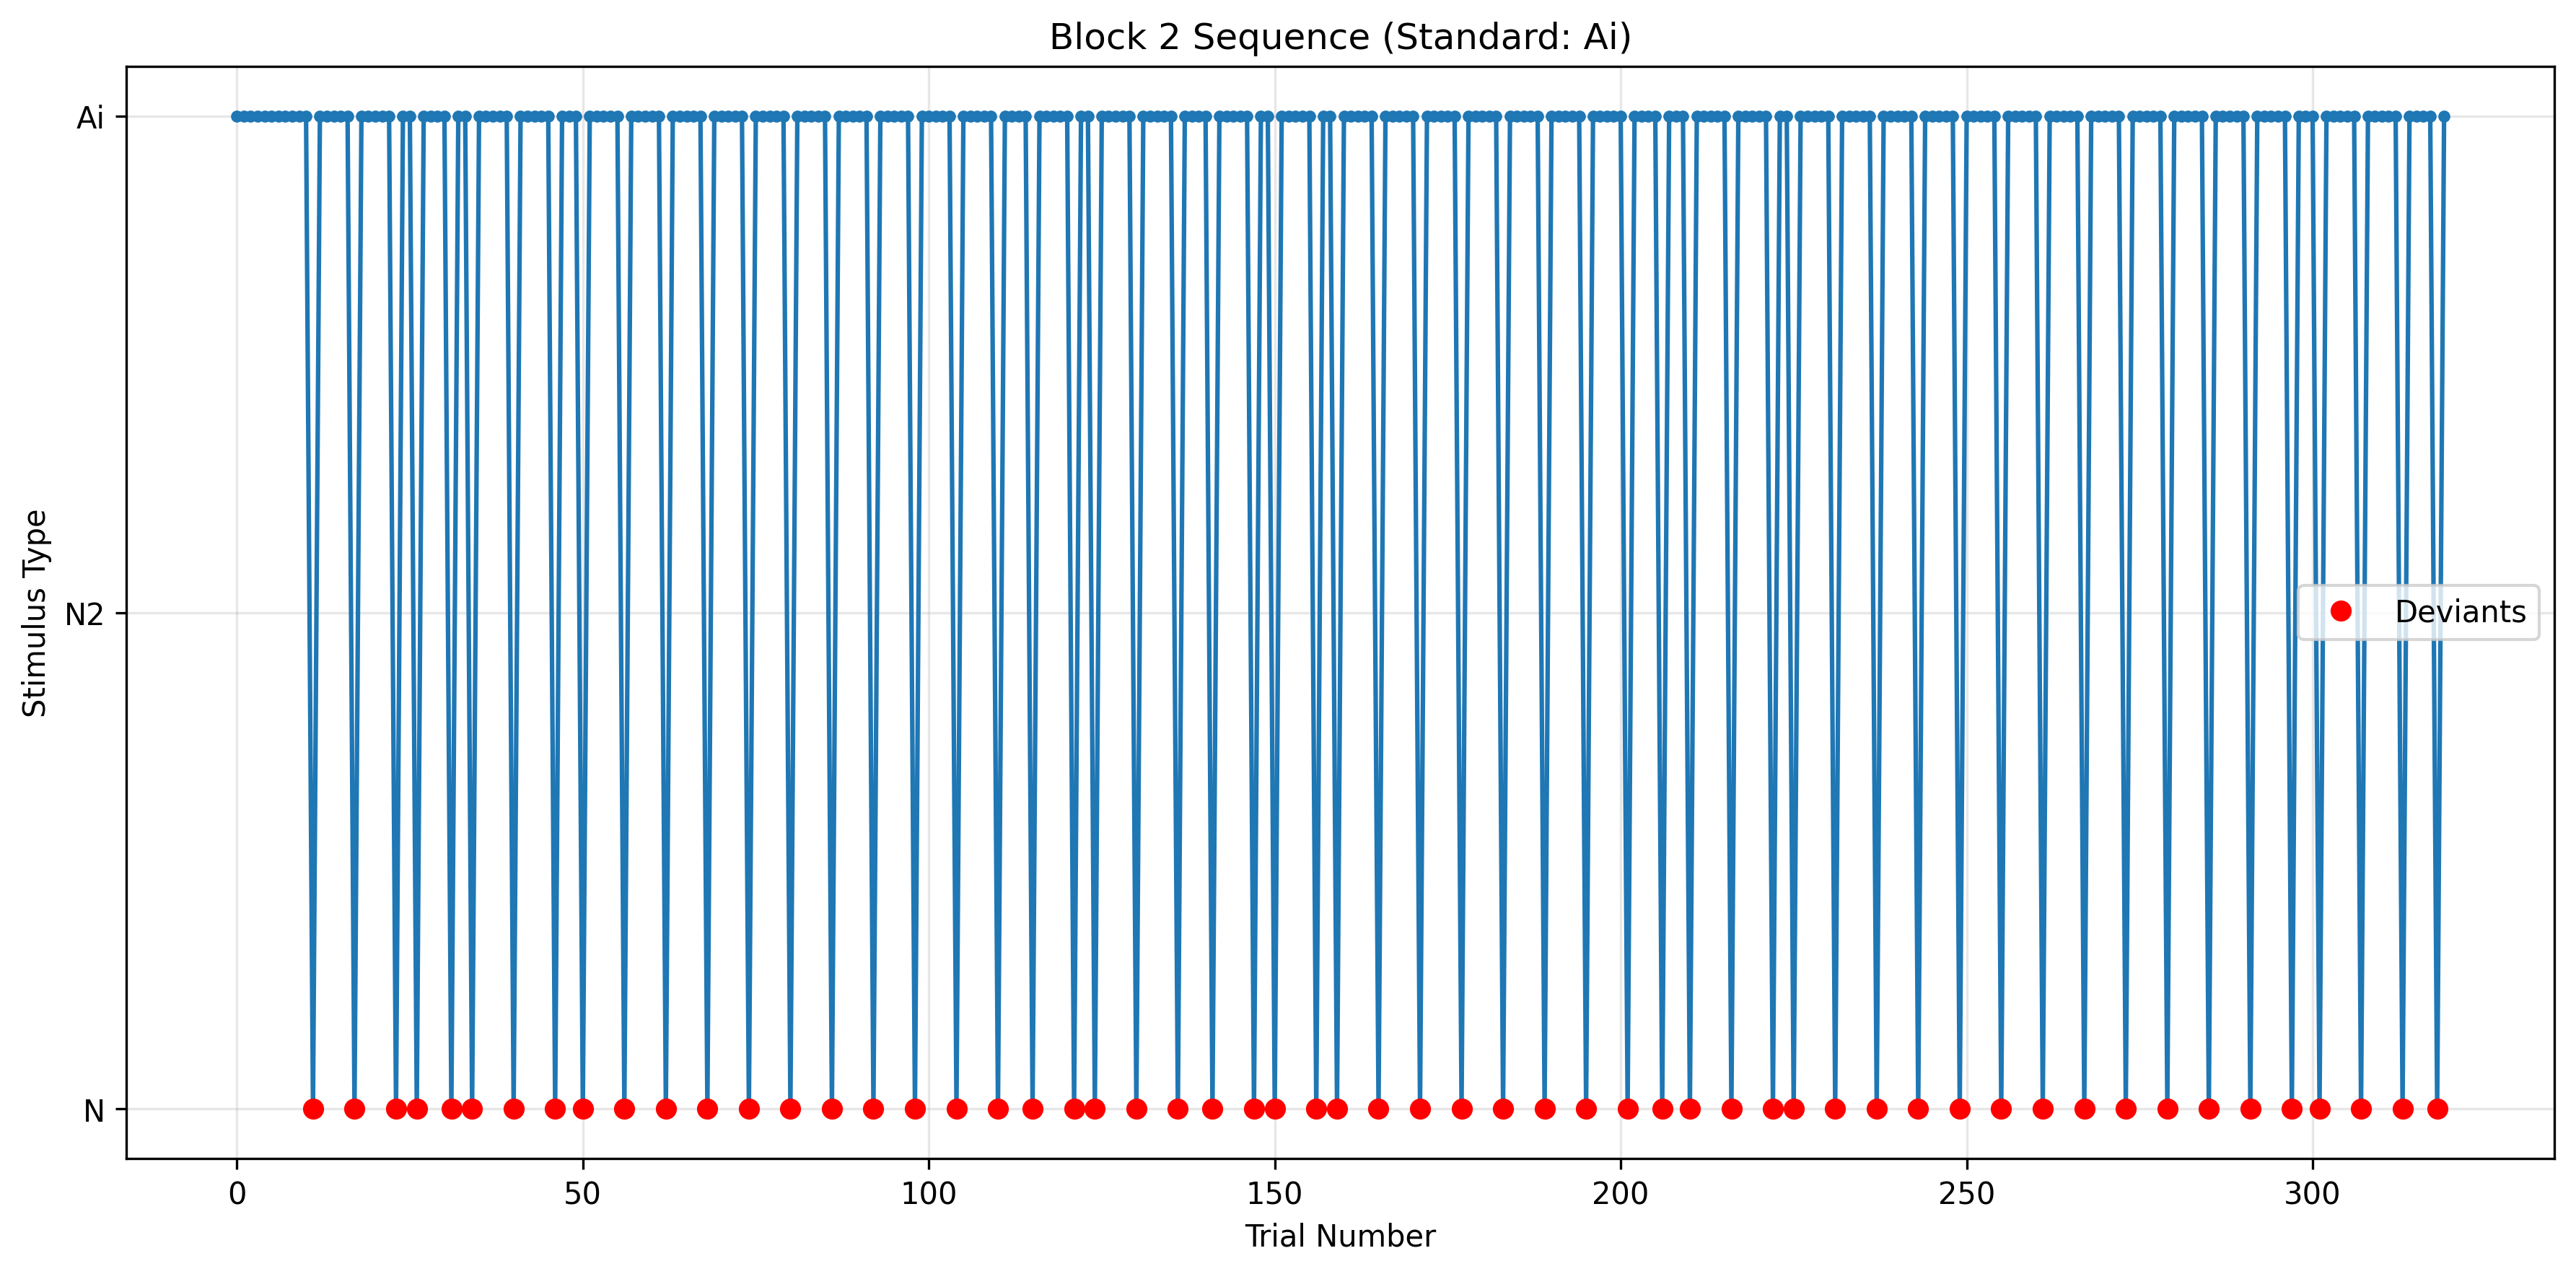 Block 2 Sequence (Standard: Ai)
Ai
N2
N
Stimulus Type
Deviants
0 50 100 150 200 250 300
Trial Number